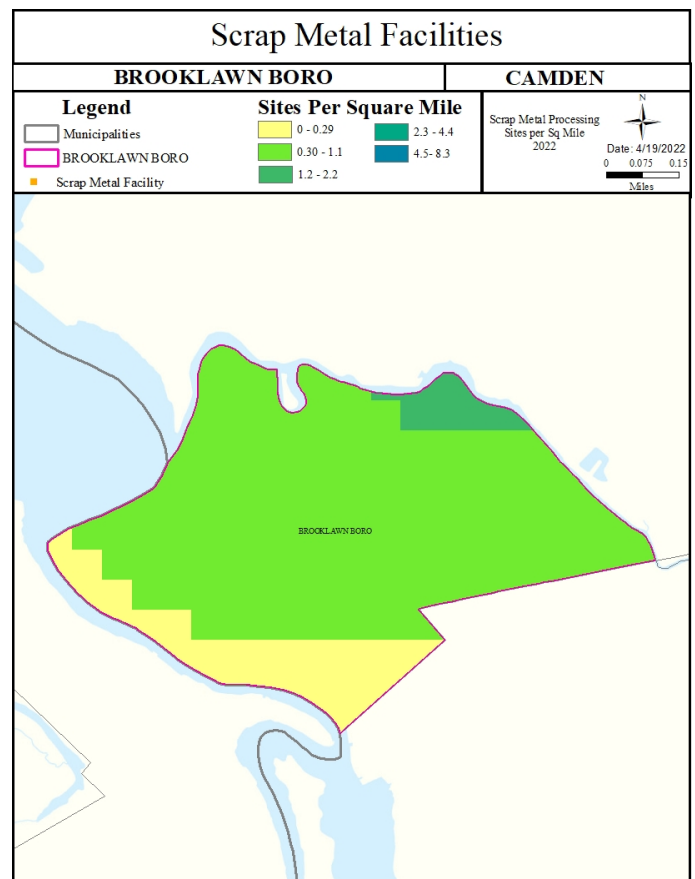 Scrap Metal Facilities
BROOKLAWN BORO
CAMDEN
Legend
Municipalities
BROOKLAWN BORO
Scrap Metal Facility
Sites Per Square Mile
0 - 0.29
0.30 - 1.1
1.2 - 2.2
2.3 - 4.4
4.5- 8.3
Scrap Metal Processing
Sites per Sq Mile
2022
N
Date: 4/19/2022
0 0.075 0.15
Miles
BROOKLAWN BORO